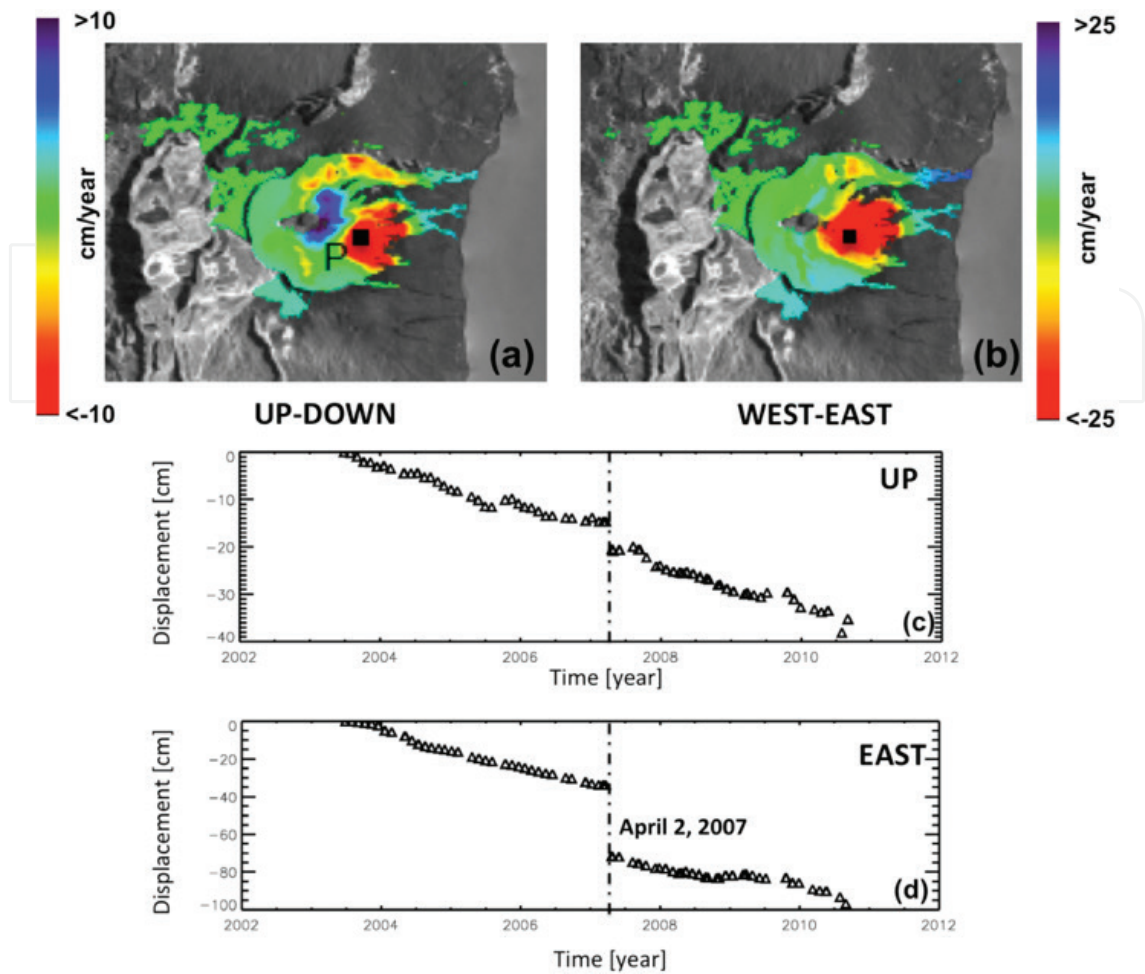 >10
>25
cm/year
cm/year
P
(a)
(b)
<-10
<-25
UP-DOWN
WEST-EAST
0
-10
-20
-30
-40
Displacement [cm]
UP
(c)
2002
2004
2006
2008
2010
2012
Time [year]
0
-20
-40
-60
-80
-100
Displacement [cm]
EAST
April 2, 2007
(d)
2002
2004
2006
2008
2010
2012
Time [year]